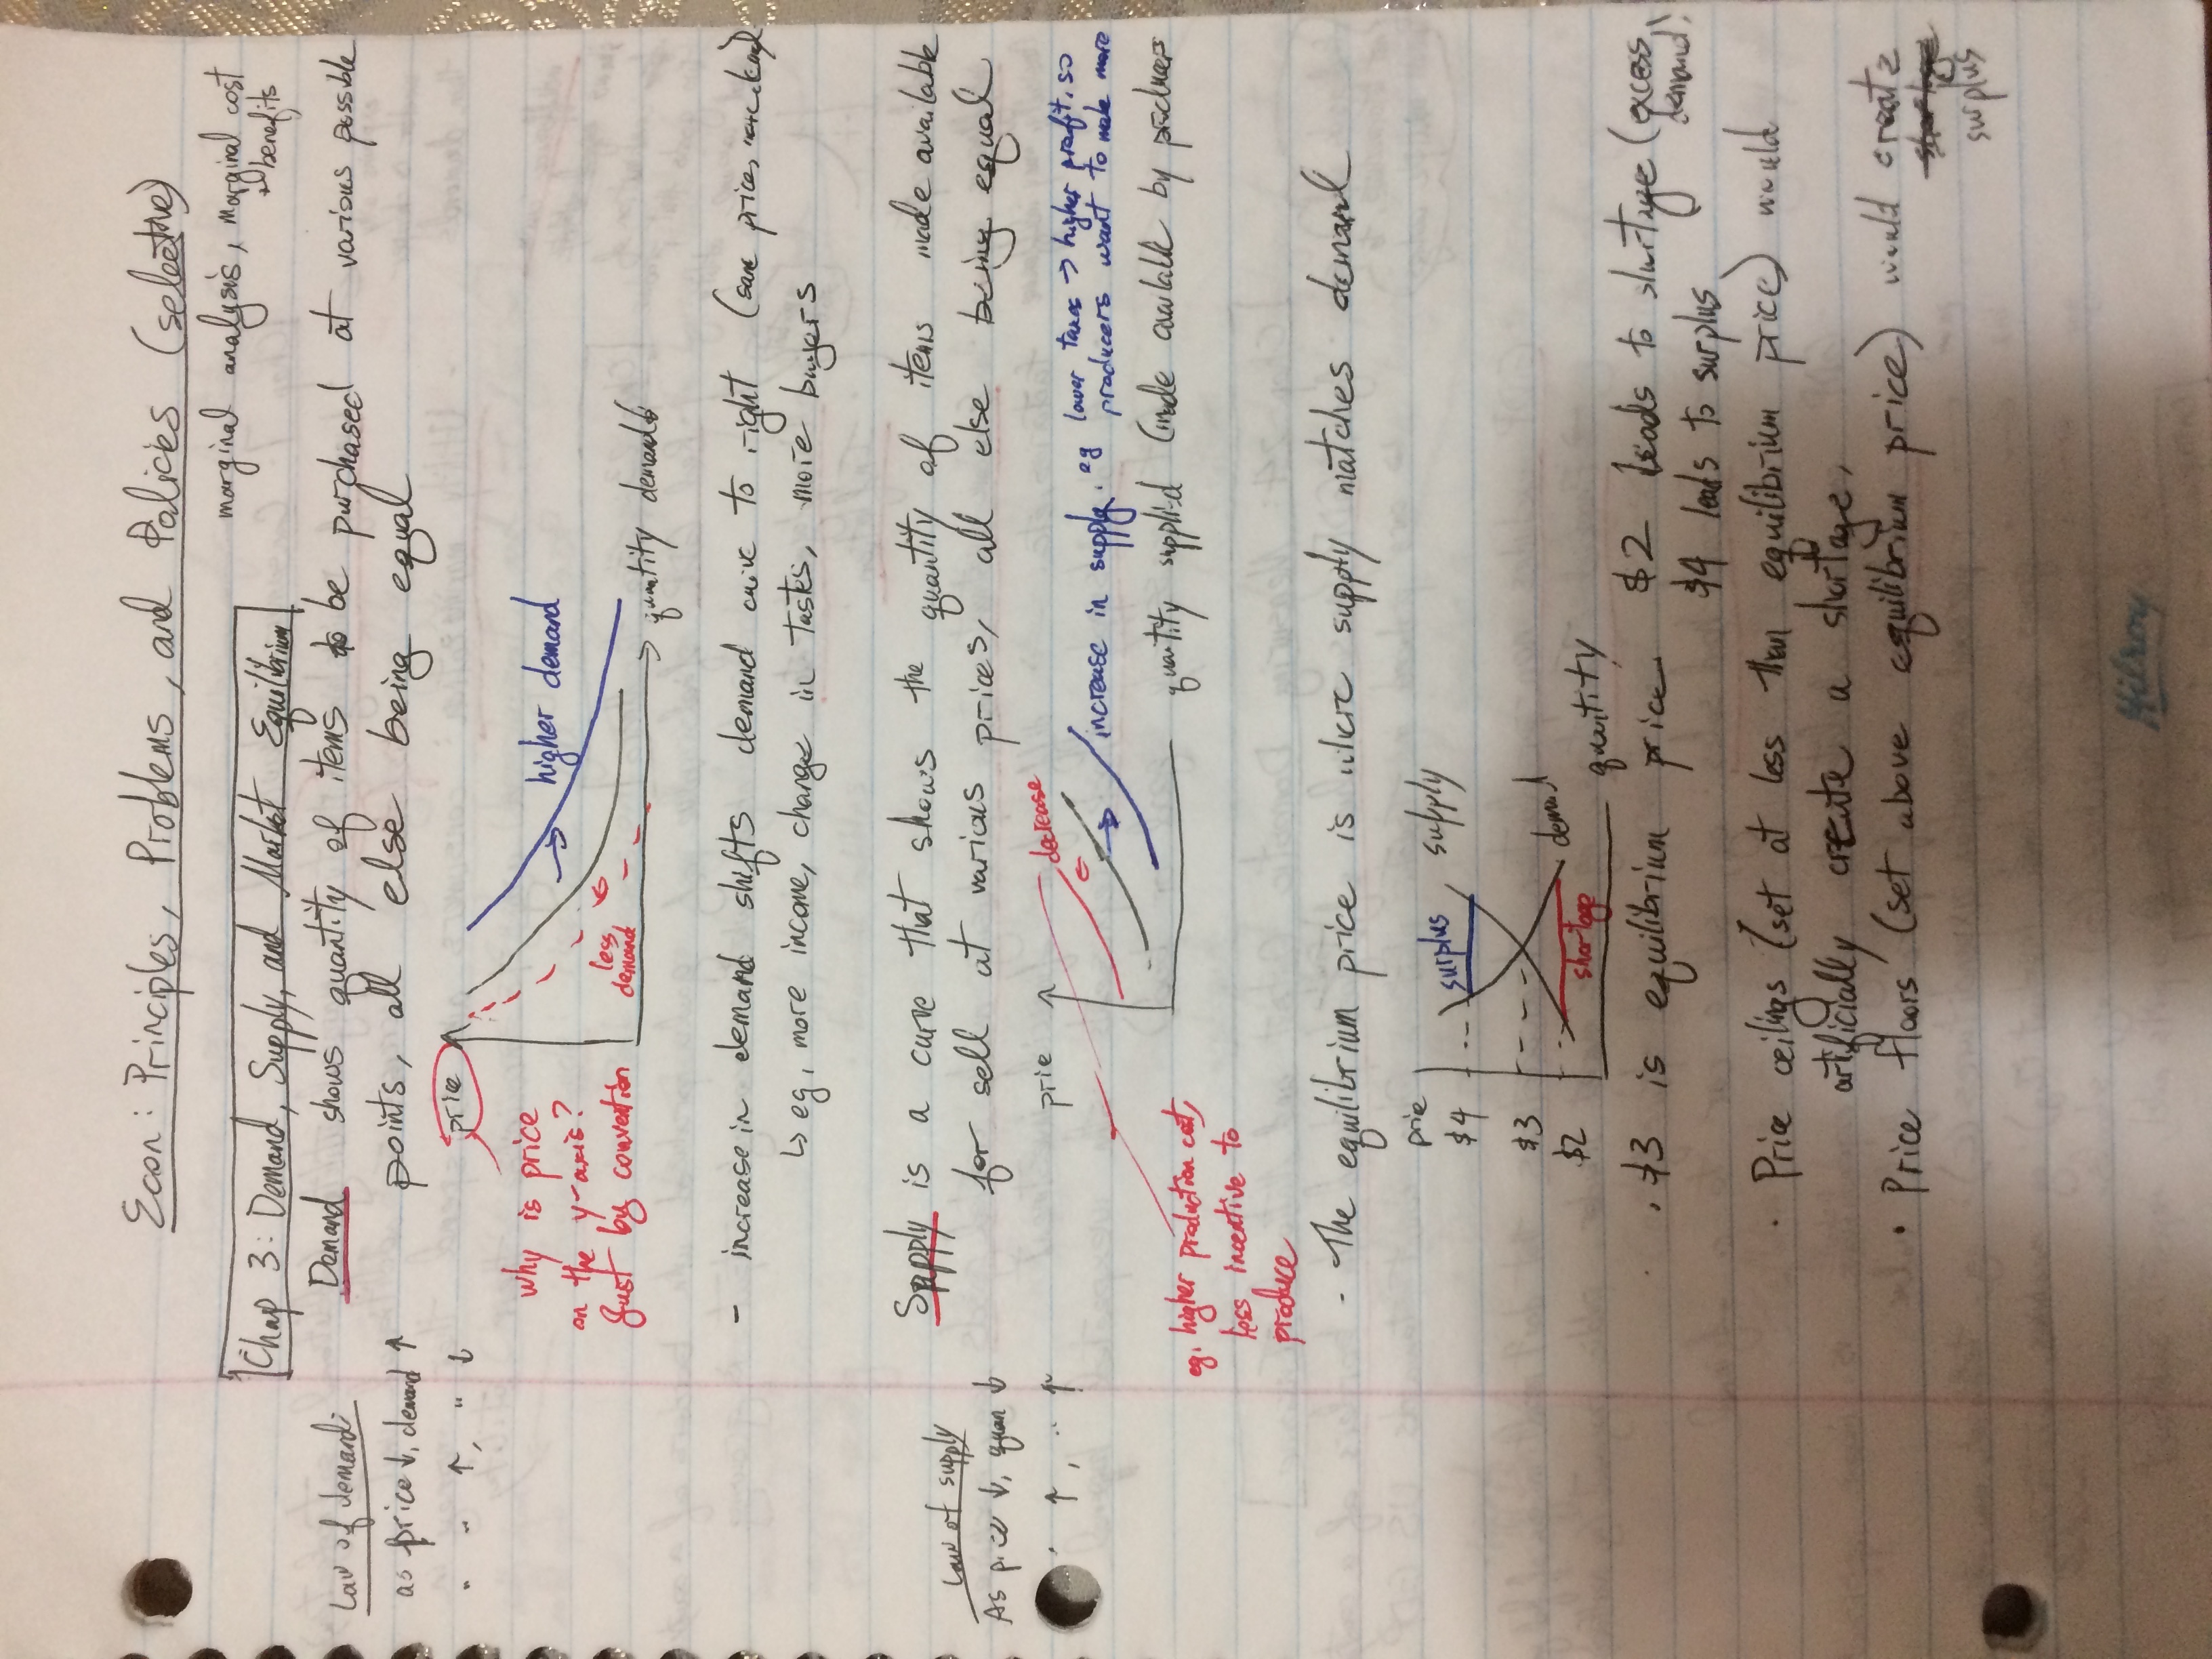 Econ: Principles, Problems, and Policies (selective)
marginal analysis, marginal cost
+ benefits
Chap 3: Demand, Supply, and Market Equilibrium
Law of demand:
as price ↓, demand ↑
" " ↑, " ↓
Demand shows quantity of items to be purchased at various possible
points, all else being equal
price
why is price
on the y-axis?
Just by convention
higher demand
less
demand
quantity demand
- increase in demand shifts demand curve to right (same price, more
↳ eg, more income, change in tastes, more buyers
Law of supply
As price ↓, quan ↓
" ↑, " ↑
Supply is a curve that shows the quantity of items made available
for sell at various prices, all else being equal
price
decrease
increase in supply, eg lower taxes → higher profit, so
producers want to make more
quantity supplied (made available by producers
eg. higher production cost,
less incentive to
produce
- The equilibrium price is where supply matches demand
price
$4
$3
$2
surplus
supply
shortage
demand
quantity
. $3 is equilibrium price
$2 leads to shortage (excess
demand)
$4 leads to surplus
· Price ceilings (set at less than equilibrium price) would
artificially create a shortage,
• Price floors (set above equilibrium price) would create
shortage
surplus
Hilroy